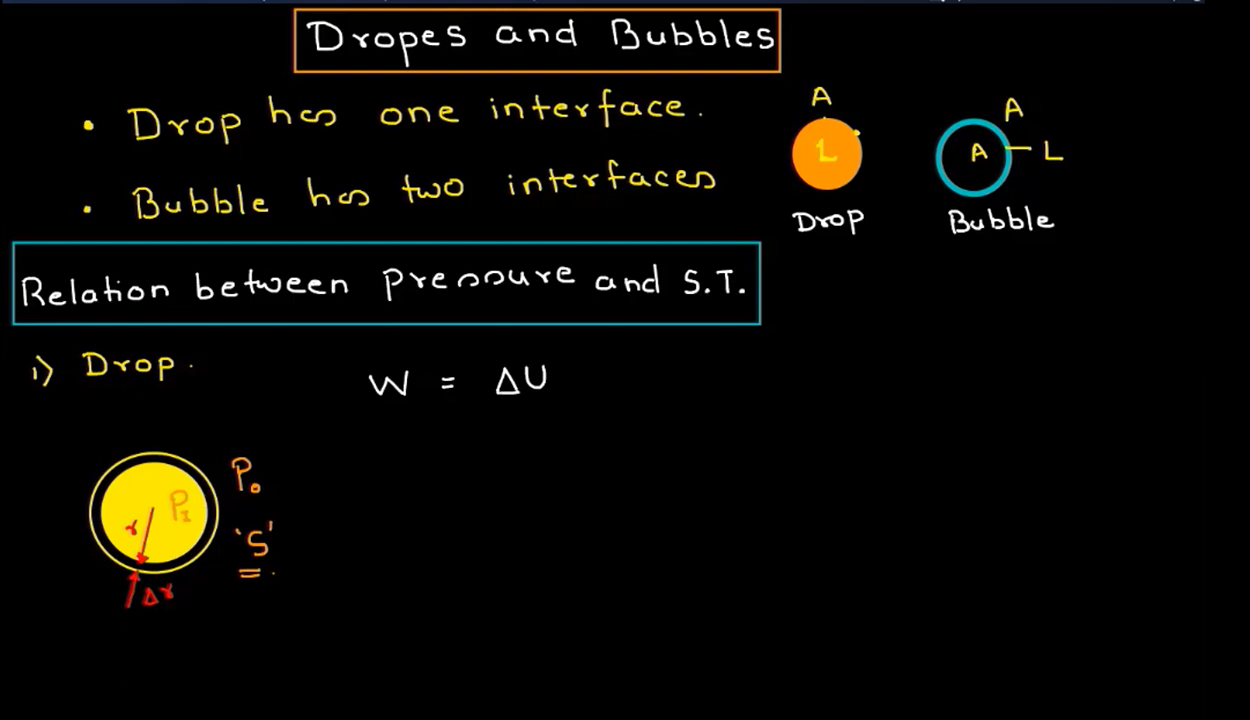 Dropes and Bubbles
• Drop has one interface.
• Bubble has two interfaces
A
L
Drop
A
A
L
Bubble
Relation between pressure and S.T.
1) Drop.
W = ΔU
P₀
PI
r
'S'
Δr